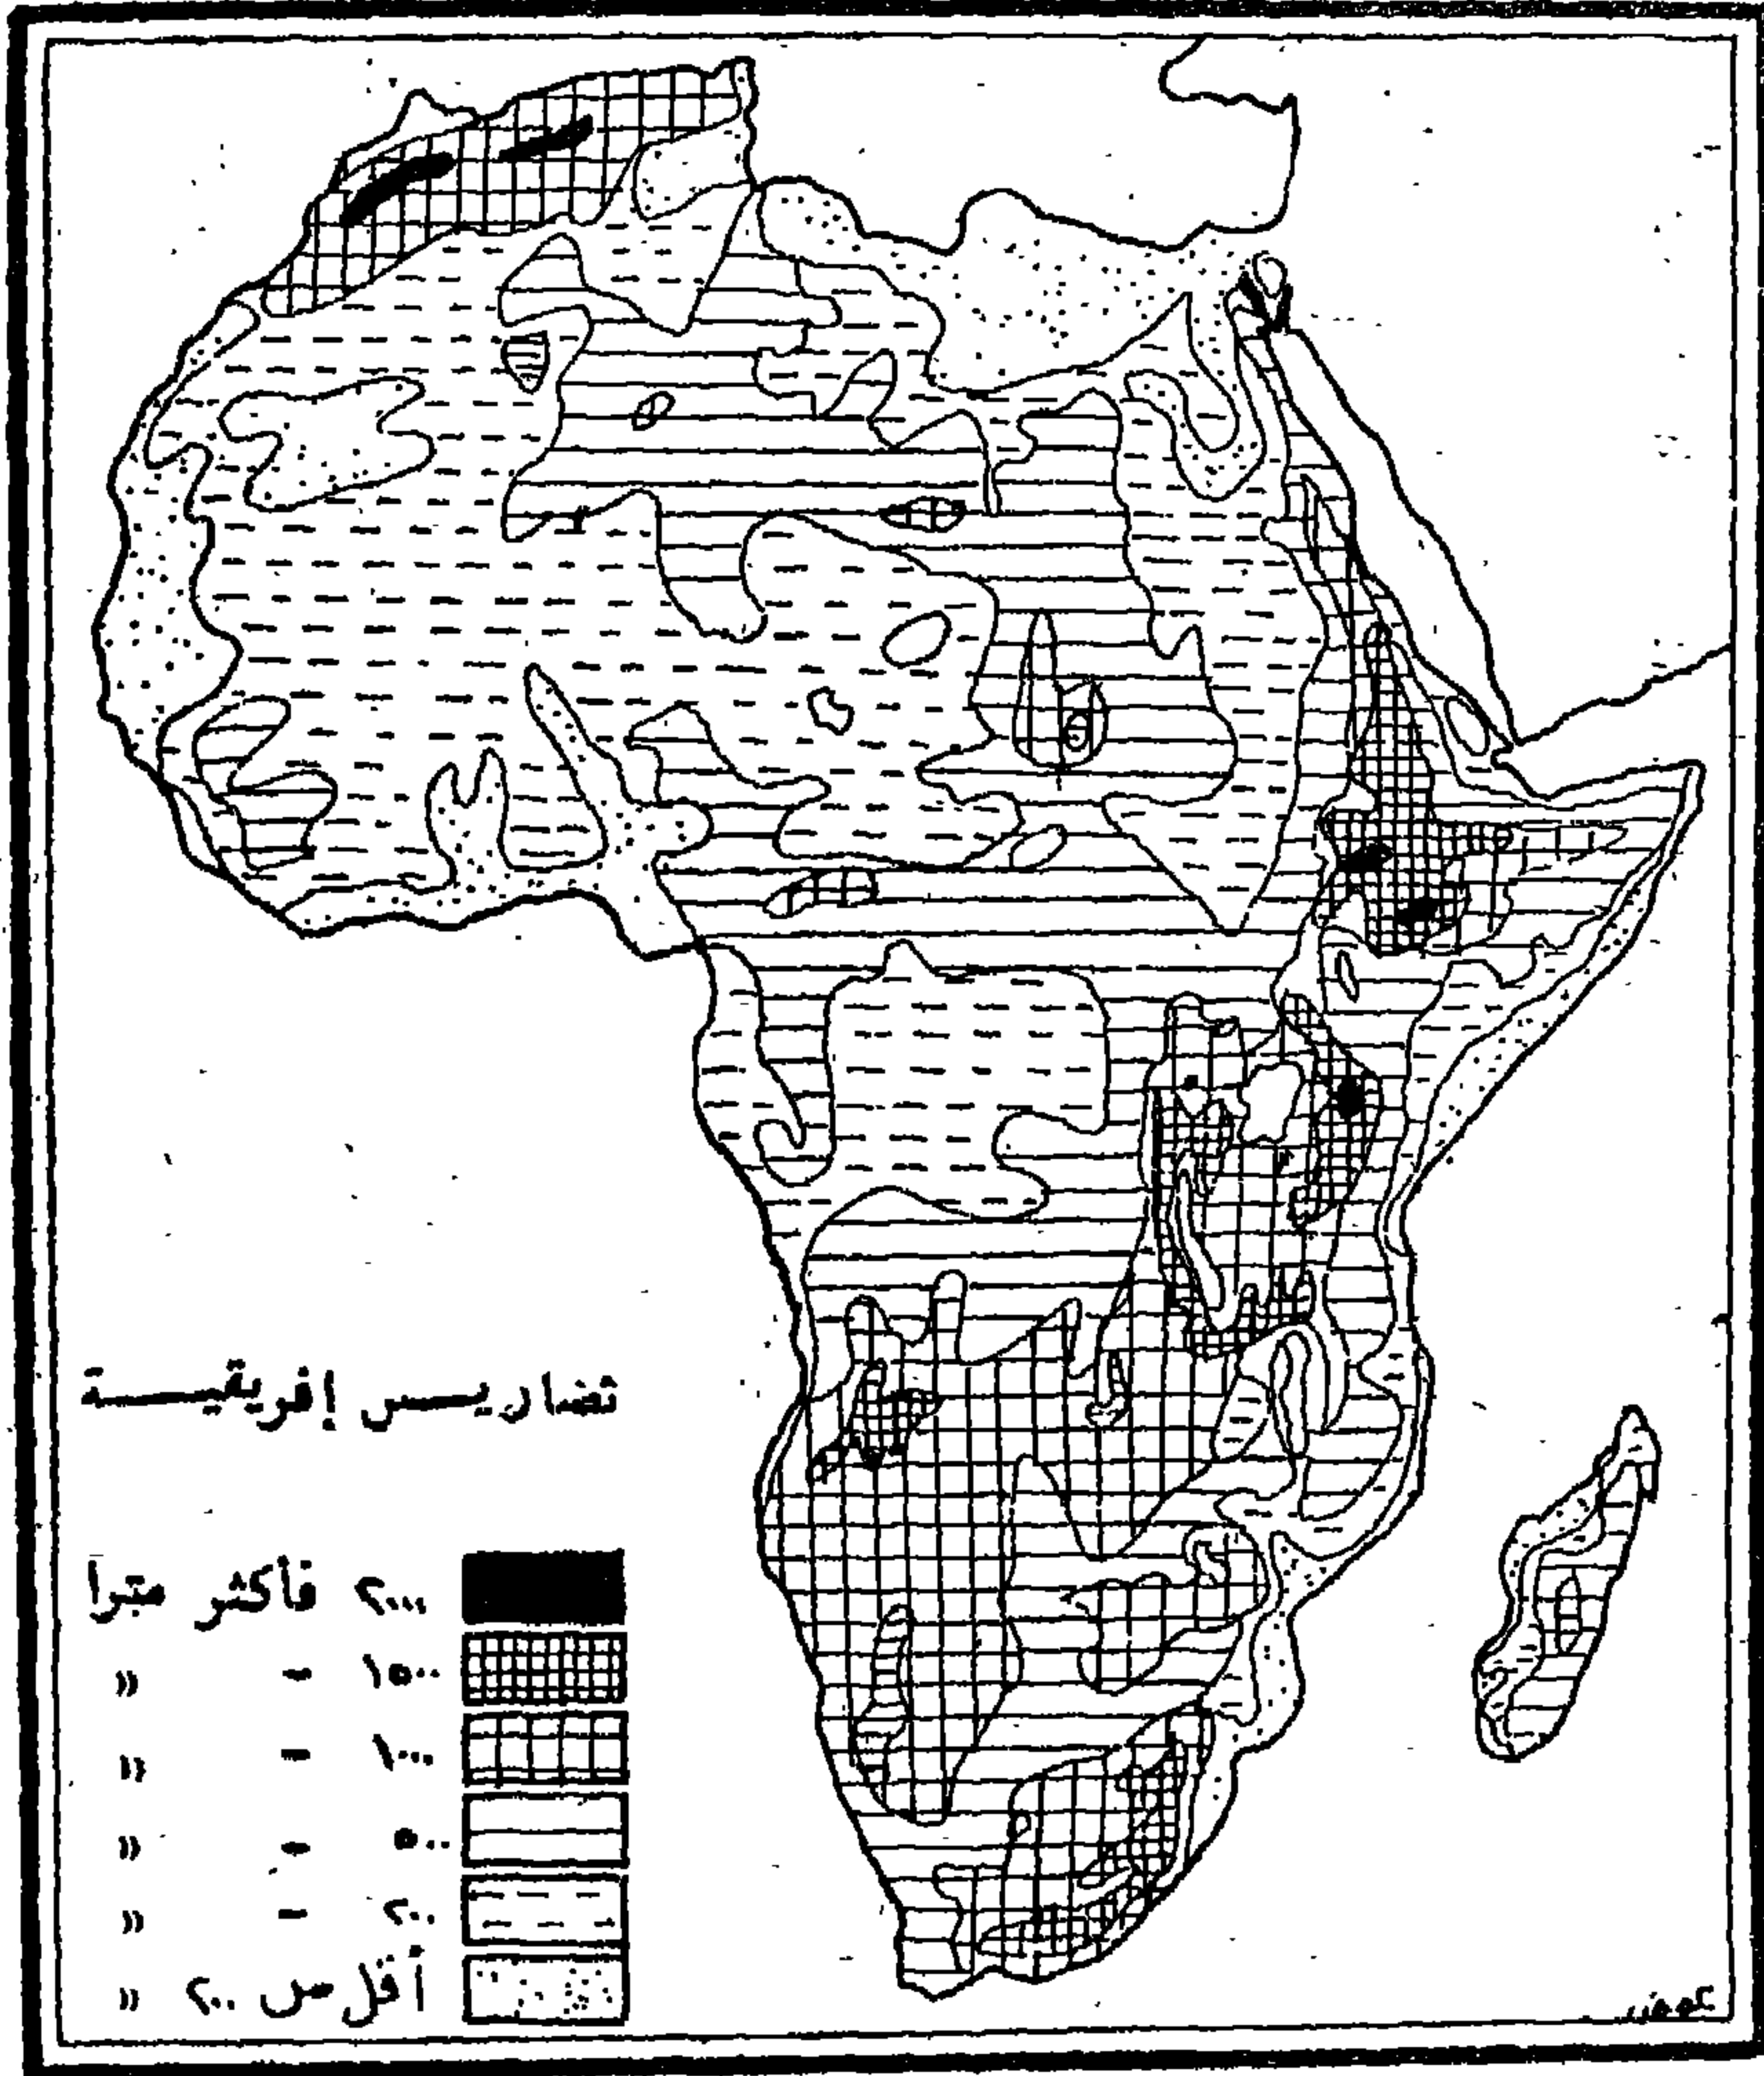 تضاريس إفريقية
٢٠٠٠ فأكثر مترا
١٥٠٠ - »
١٠٠٠ - »
٥٠٠ - »
٢٠٠ - »
أقل من ٢٠٠ »